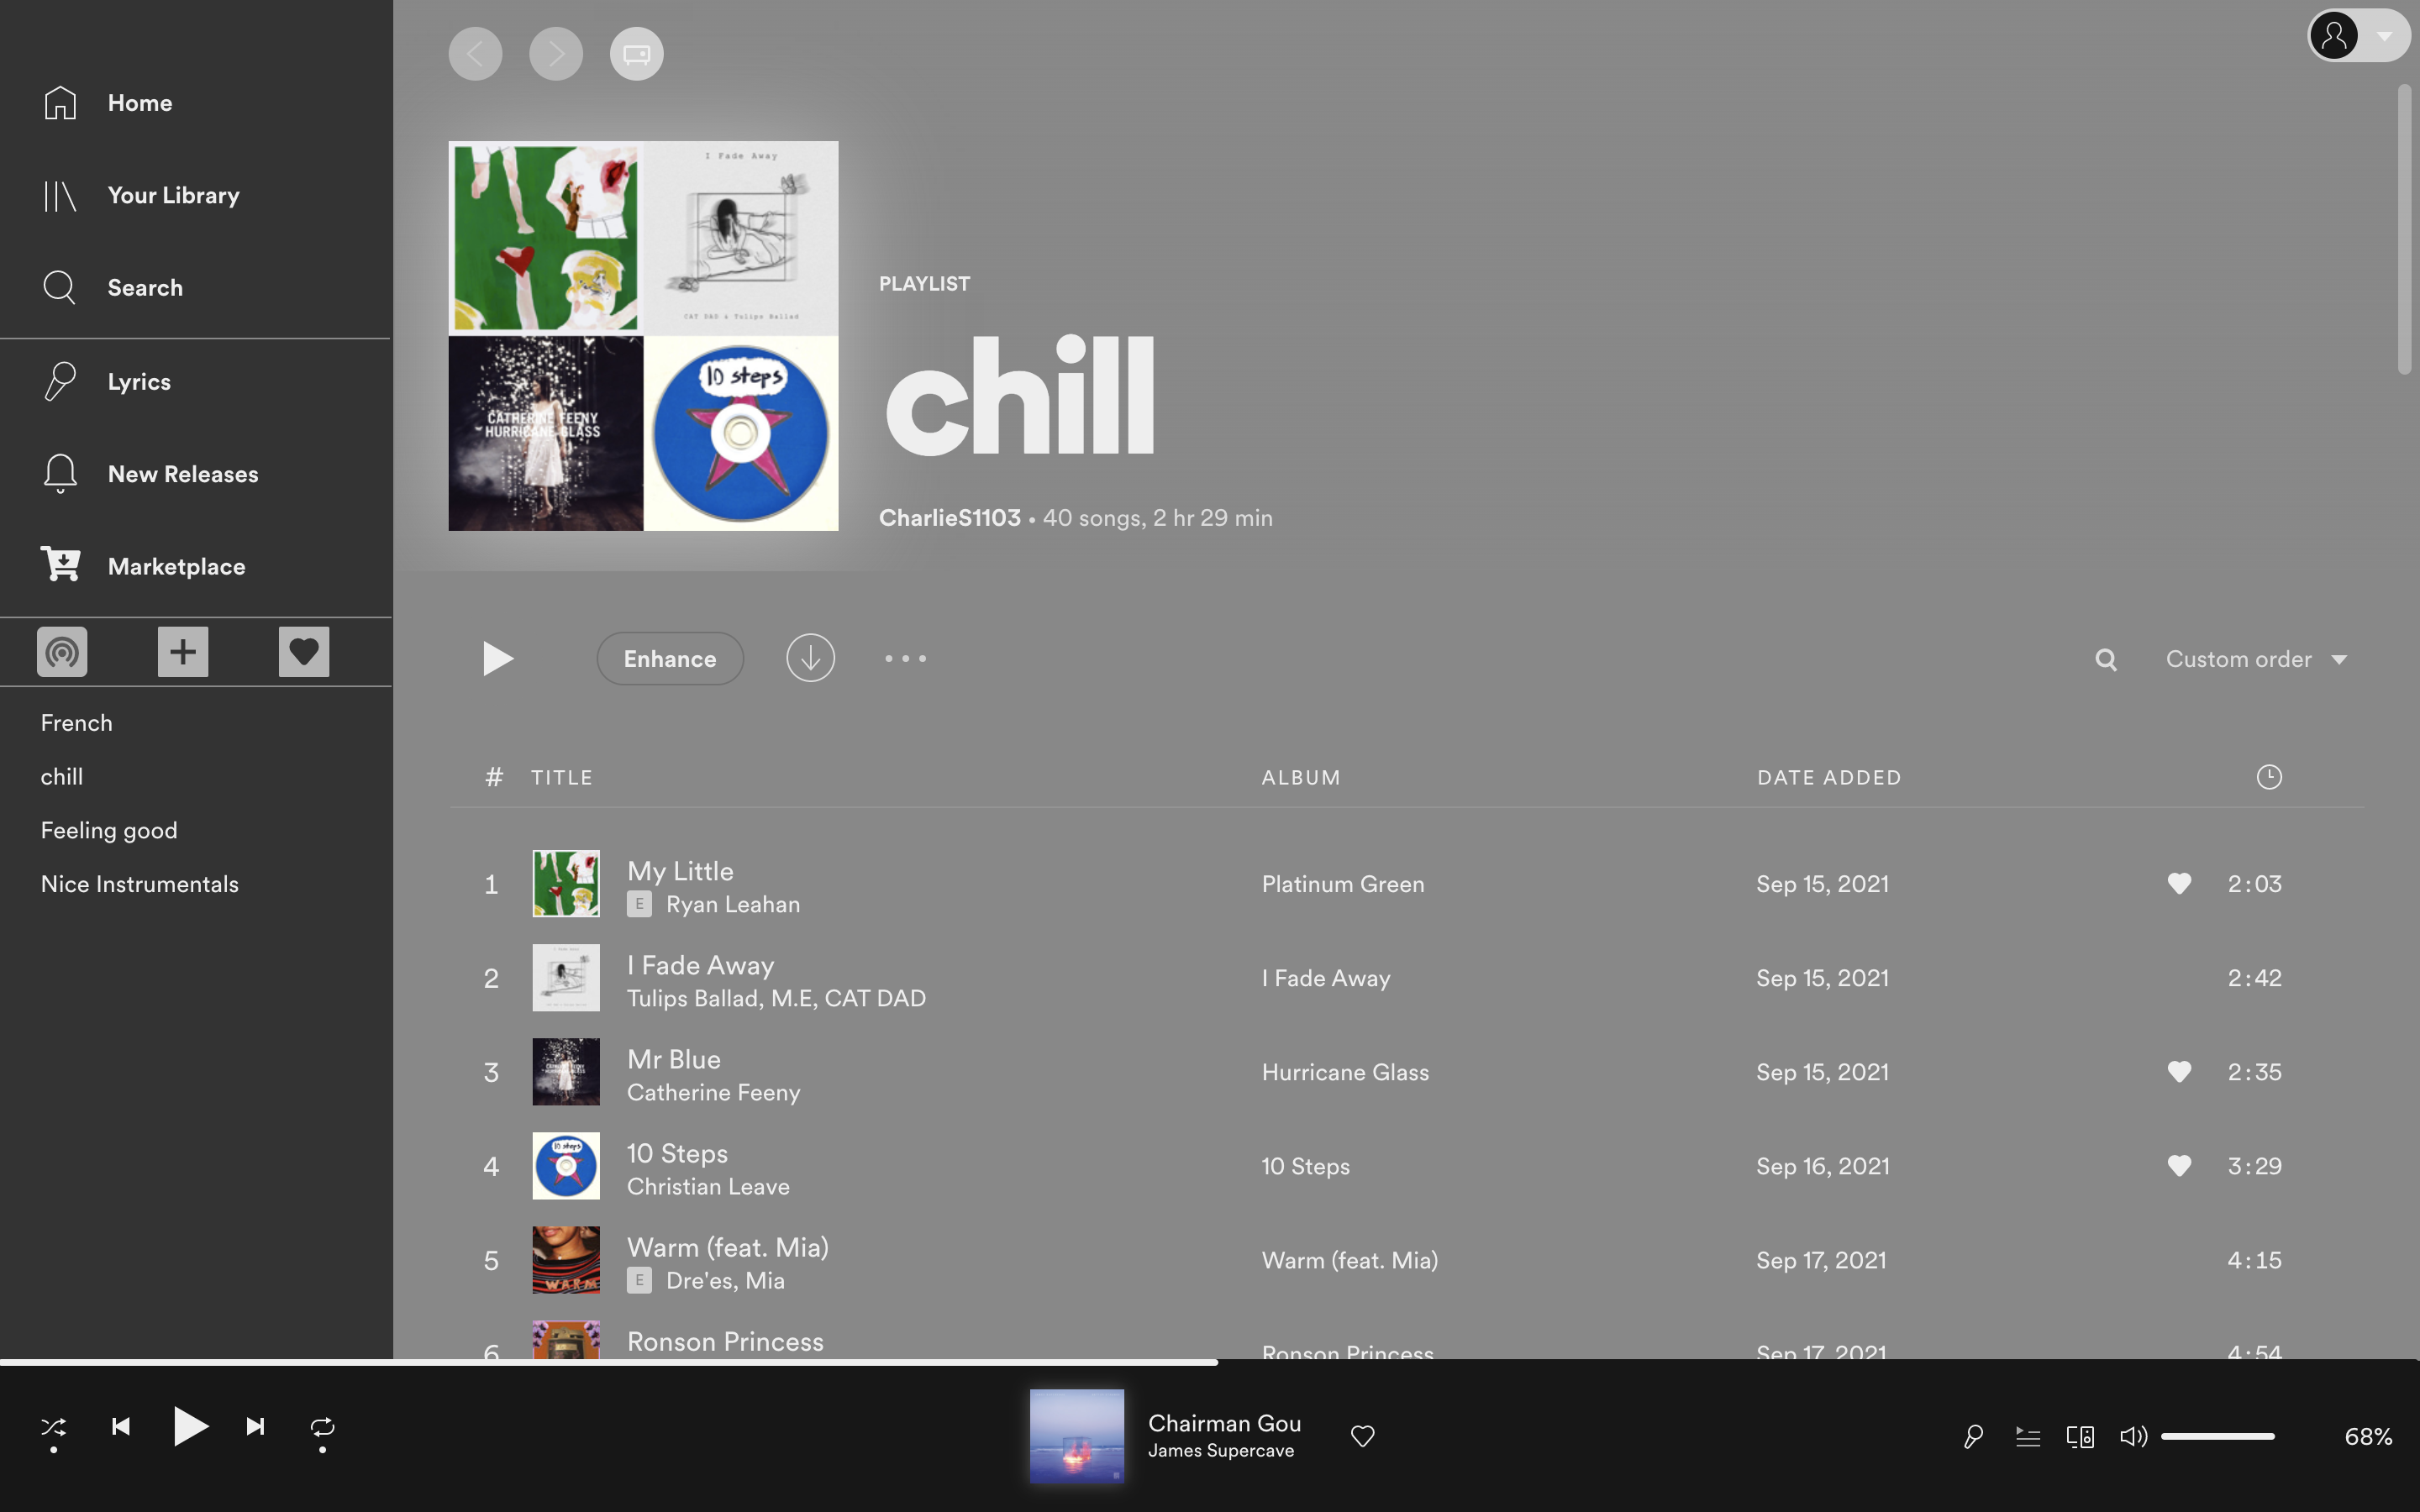 Home
Your Library
Search
Lyrics
New Releases
Marketplace
French
chill
Feeling good
Nice Instrumentals
I Fade Away
CAT DAD & Tulips Ballad
CATHERINE FEENY
HURRICANE GLASS
10 steps
PLAYLIST
chill
CharlieS1103 • 40 songs, 2 hr 29 min
Enhance
Custom order
# TITLE ALBUM DATE ADDED
1 My Little Platinum Green Sep 15, 2021 2:03
E Ryan Leahan
2 I Fade Away I Fade Away Sep 15, 2021 2:42
Tulips Ballad, M.E, CAT DAD
3 Mr Blue Hurricane Glass Sep 15, 2021 2:35
Catherine Feeny
10 steps
4 10 Steps 10 Steps Sep 16, 2021 3:29
Christian Leave
5 Warm (feat. Mia) Warm (feat. Mia) Sep 17, 2021 4:15
WARM
E Dre'es, Mia
6 Ronson Princess Ronson Princess Sep 17, 2021 4:54
Chairman Gou
James Supercave
68%